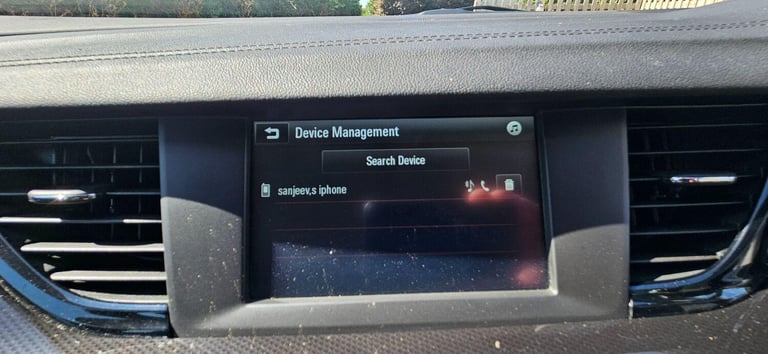 Device Management
Search Device
sanjeev,s iphone